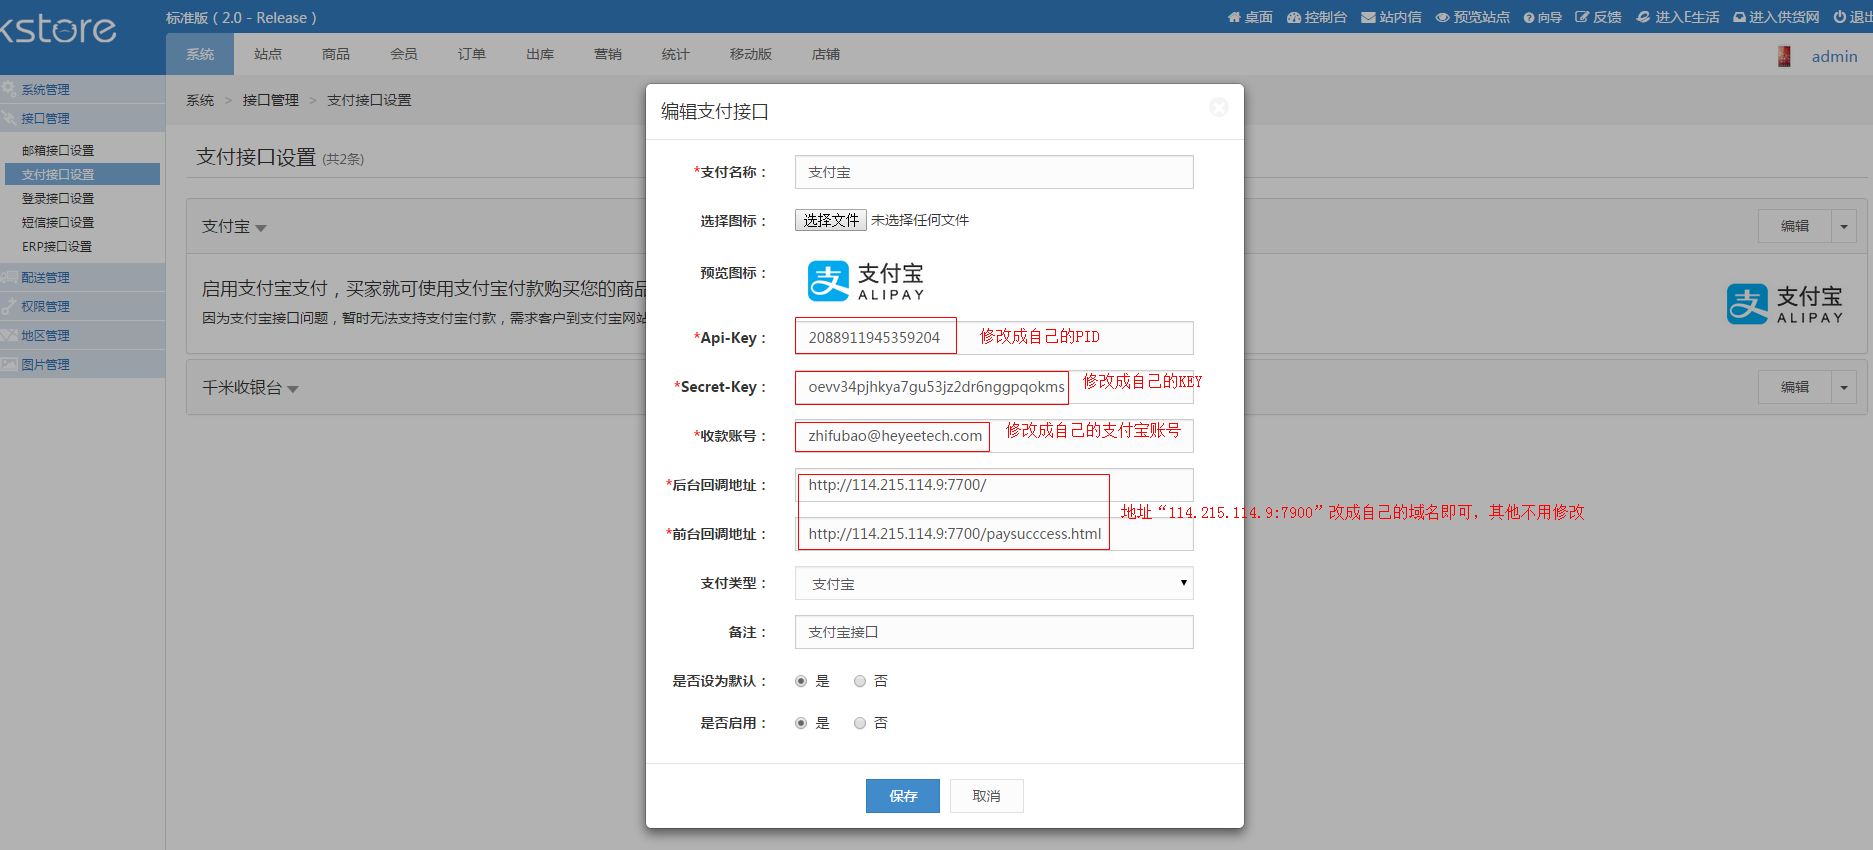 kstore
标准版 ( 2.0 - Release )
桌面 控制台 站内信 预览站点 向导 反馈 进入E生活 进入供货网 退出
系统 站点 商品 会员 订单 出库 营销 统计 移动版 店铺
admin
系统管理
接口管理
邮箱接口设置
支付接口设置
登录接口设置
短信接口设置
ERP接口设置
配送管理
权限管理
地区管理
图片管理
系统 > 接口管理 > 支付接口设置
支付接口设置 (共2条)
支付宝
编辑
启用支付宝支付，买家就可使用支付宝付款购买您的商品
因为支付宝接口问题，暂时无法支持支付宝付款，需求客户到支付宝网站
支付宝
ALIPAY
千米收银台
编辑
编辑支付接口
*支付名称： 支付宝
选择图标： 选择文件 未选择任何文件
预览图标： 支付宝
ALIPAY
*Api-Key： 2088911945359204 修改成自己的PID
*Secret-Key： oevv34pjhkya7gu53jz2dr6nggpqokms 修改成自己的KEY
*收款账号： zhifubao@heyeetech.com 修改成自己的支付宝账号
*后台回调地址： http://114.215.114.9:7700/
地址“114.215.114.9:7900”改成自己的域名即可，其他不用修改
*前台回调地址： http://114.215.114.9:7700/paysucccess.html
支付类型： 支付宝
备注： 支付宝接口
是否设为默认： 是 否
是否启用： 是 否
保存 取消